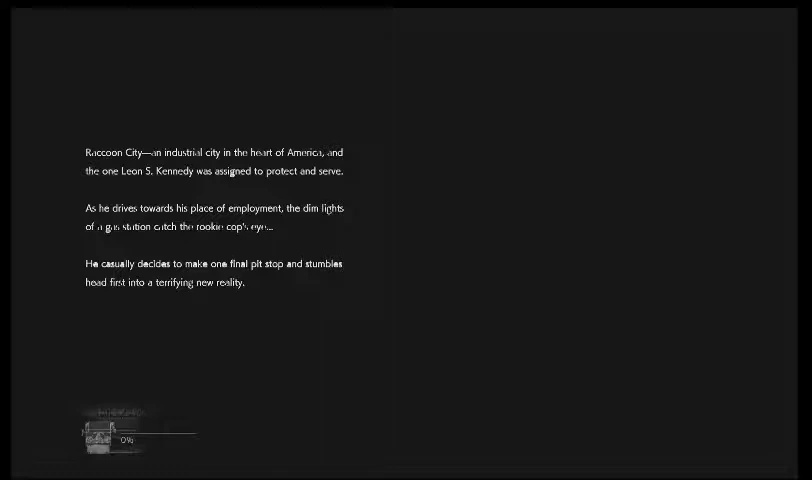 Raccoon City—an industrial city in the heart of America, and
the one Leon S. Kennedy was assigned to protect and serve.
As he drives towards his place of employment, the dim lights
of a gas station catch the rookie cop's eye...
He casually decides to make one final pit stop and stumbles
head first into a terrifying new reality.
0%